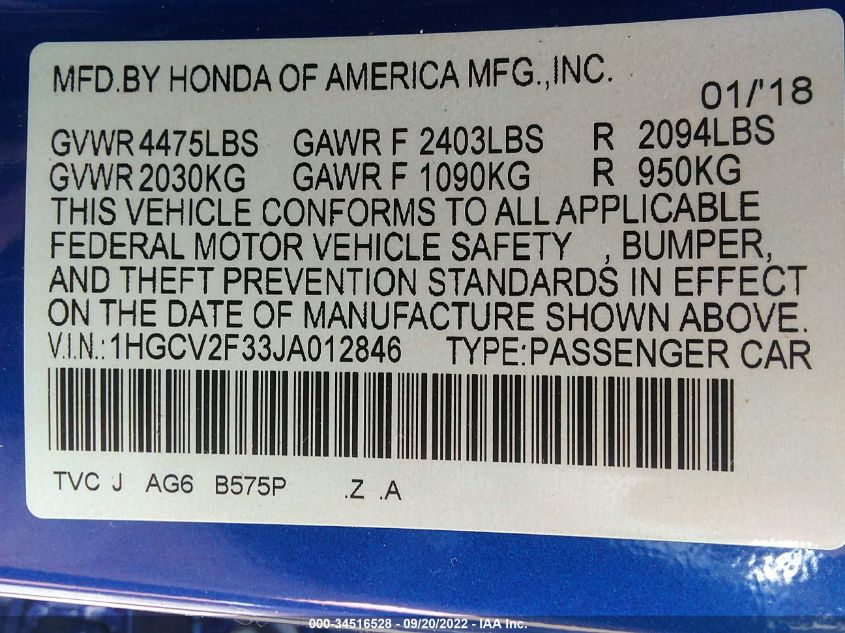 MFD.BY HONDA OF AMERICA MFG.,INC.
01/'18
GVWR 4475LBS GAWR F 2403LBS R 2094LBS
GVWR 2030KG GAWR F 1090KG R 950KG
THIS VEHICLE CONFORMS TO ALL APPLICABLE
FEDERAL MOTOR VEHICLE SAFETY , BUMPER,
AND THEFT PREVENTION STANDARDS IN EFFECT
ON THE DATE OF MANUFACTURE SHOWN ABOVE.
V.I.N.:1HGCV2F33JA012846 TYPE:PASSENGER CAR
TVC J AG6 B575P .Z .A
000-34516528 - 09/20/2022 - IAA Inc.